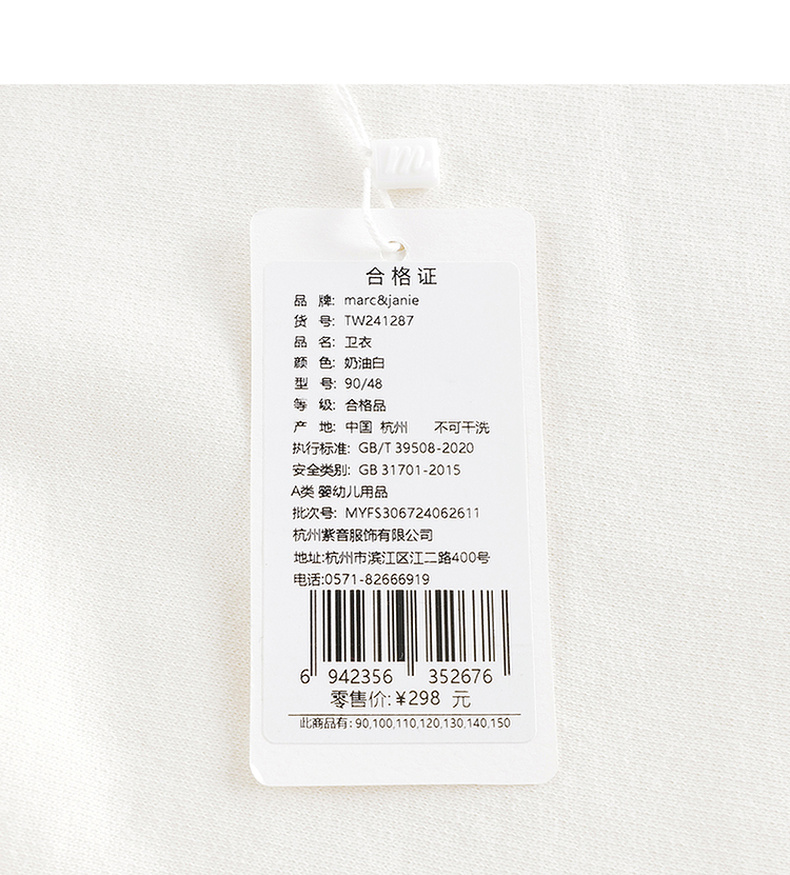 m.
合格证
品 牌: marc&janie
货 号: TW241287
品 名: 卫衣
颜 色: 奶油白
型 号: 90/48
等 级: 合格品
产 地: 中国 杭州 不可干洗
执行标准: GB/T 39508-2020
安全类别: GB 31701-2015
A类 婴幼儿用品
批次号: MYFS306724062611
杭州紫音服饰有限公司
地址:杭州市滨江区江二路400号
电话:0571-82666919
6 942356 352676
零售价:¥298 元
此商品有: 90,100,110,120,130,140,150